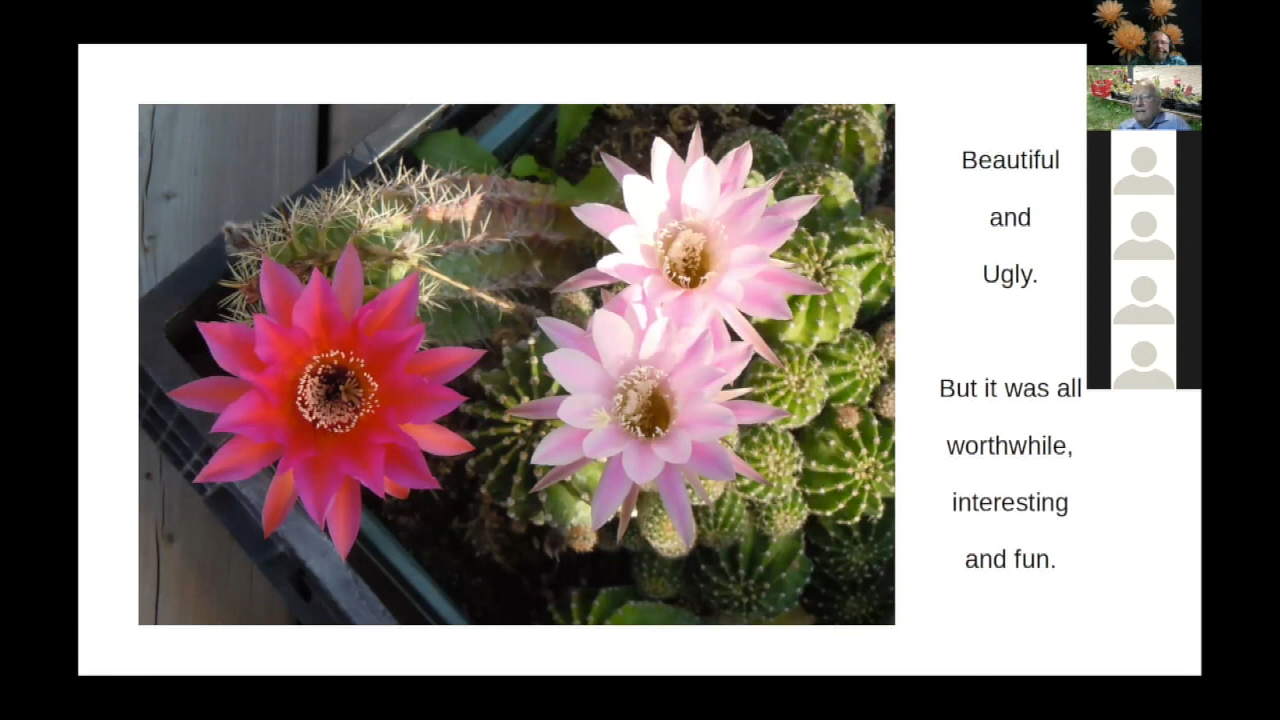 Beautiful
and
Ugly.
But it was all
worthwhile,
interesting
and fun.